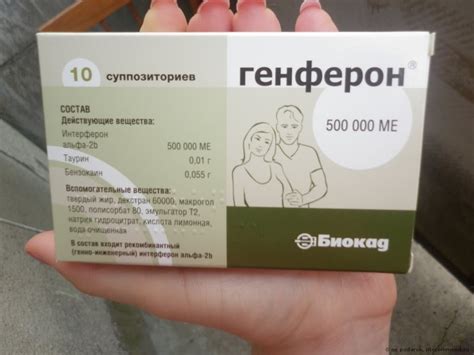 10 суппозиториев
генферон®
500 000 МЕ
СОСТАВ
Действующие вещества:
Интерферон
альфа-2b 500 000 МЕ
Таурин 0,01 г
Бензокаин 0,055 г
Вспомогательные вещества:
твердый жир, декстран 60000, макрогол
1500, полисорбат 80, эмульгатор Т2,
натрия гидроцитрат, кислота лимонная,
вода очищенная
В состав входит рекомбинантный
(генно-инженерный) интерферон альфа-2b
Биокад